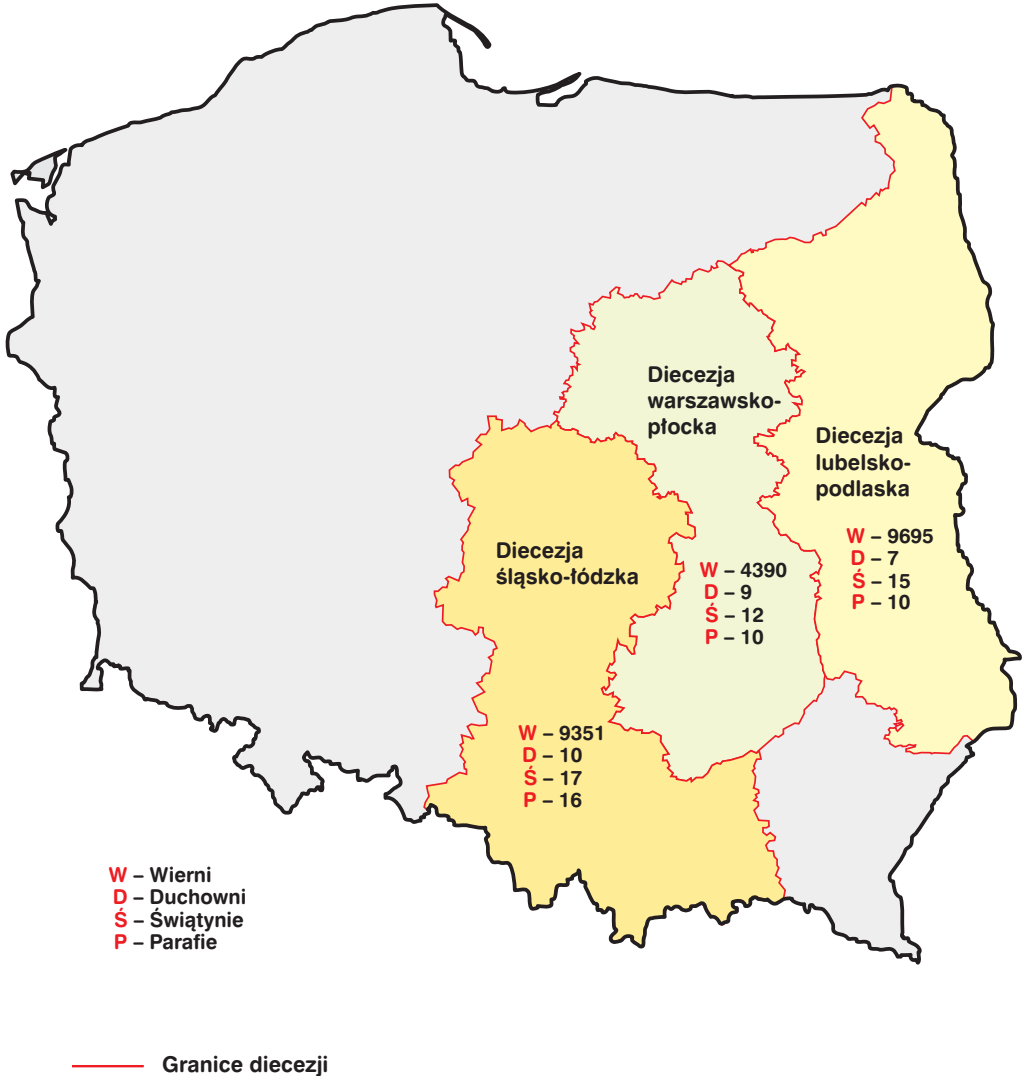 Diecezja
warszawsko-
płocka
Diecezja
lubelsko-
podlaska
W – 9695
D – 7
Ś – 15
P – 10
Diecezja
śląsko-łódzka
W – 4390
D – 9
Ś – 12
P – 10
W – 9351
D – 10
Ś – 17
P – 16
W – Wierni
D – Duchowni
Ś – Świątynie
P – Parafie
Granice diecezji